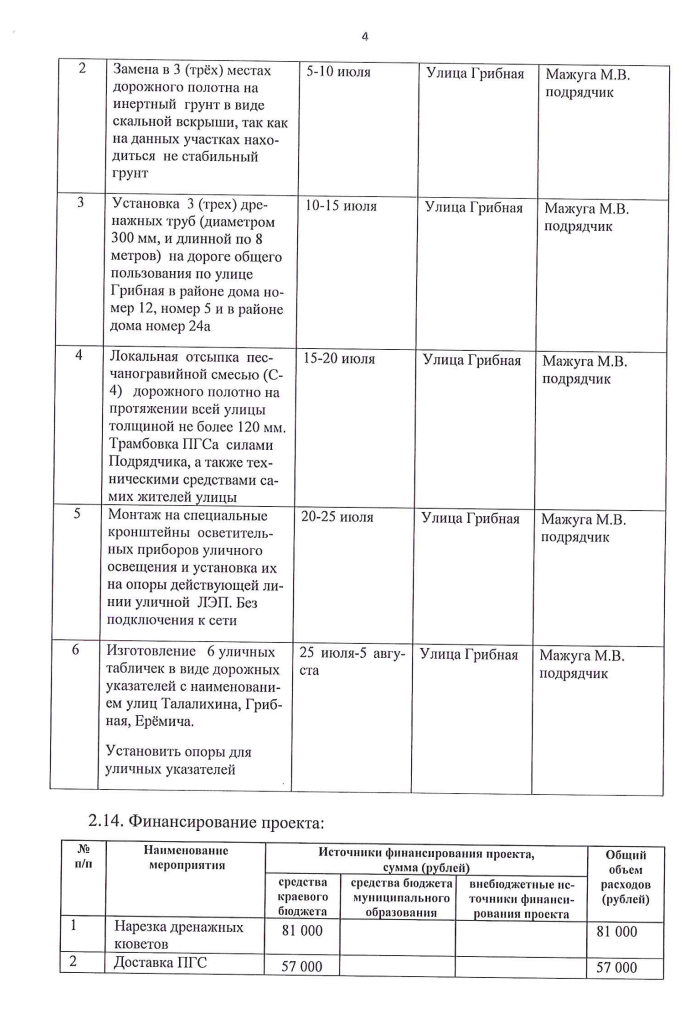 4
2
Замена в 3 (трёх) местах
дорожного полотна на
инертный грунт в виде
скальной вскрыши, так как
на данных участках нахо-
диться не стабильный
грунт
5-10 июля
Улица Грибная
Мажуга М.В.
подрядчик
3
Установка 3 (трех) дре-
нажных труб (диаметром
300 мм, и длинной по 8
метров) на дороге общего
пользования по улице
Грибная в районе дома но-
мер 12, номер 5 и в районе
дома номер 24а
10-15 июля
Улица Грибная
Мажуга М.В.
подрядчик
4
Локальная отсыпка пес-
чаногравийной смесью (С-
4) дорожного полотно на
протяжении всей улицы
толщиной не более 120 мм.
Трамбовка ПГСа силами
Подрядчика, а также тех-
ническими средствами са-
мих жителей улицы
15-20 июля
Улица Грибная
Мажуга М.В.
подрядчик
5
Монтаж на специальные
кронштейны осветитель-
ных приборов уличного
освещения и установка их
на опоры действующей ли-
нии уличной ЛЭП. Без
подключения к сети
20-25 июля
Улица Грибная
Мажуга М.В.
подрядчик
6
Изготовление 6 уличных
табличек в виде дорожных
указателей с наименовани-
ем улиц Талалихина, Гриб-
ная, Ерёмича.
Установить опоры для
уличных указателей
25 июля-5 авгу-
ста
Улица Грибная
Мажуга М.В.
подрядчик
2.14. Финансирование проекта:
№
п/п
Наименование
мероприятия
Источники финансирования проекта,
сумма (рублей)
Общий
объем
расходов
(рублей)
средства
краевого
бюджета
средства бюджета
муниципального
образования
внебюджетные ис-
точники финанси-
рования проекта
1
Нарезка дренажных
кюветов
81 000
81 000
2
Доставка ПГС
57 000
57 000